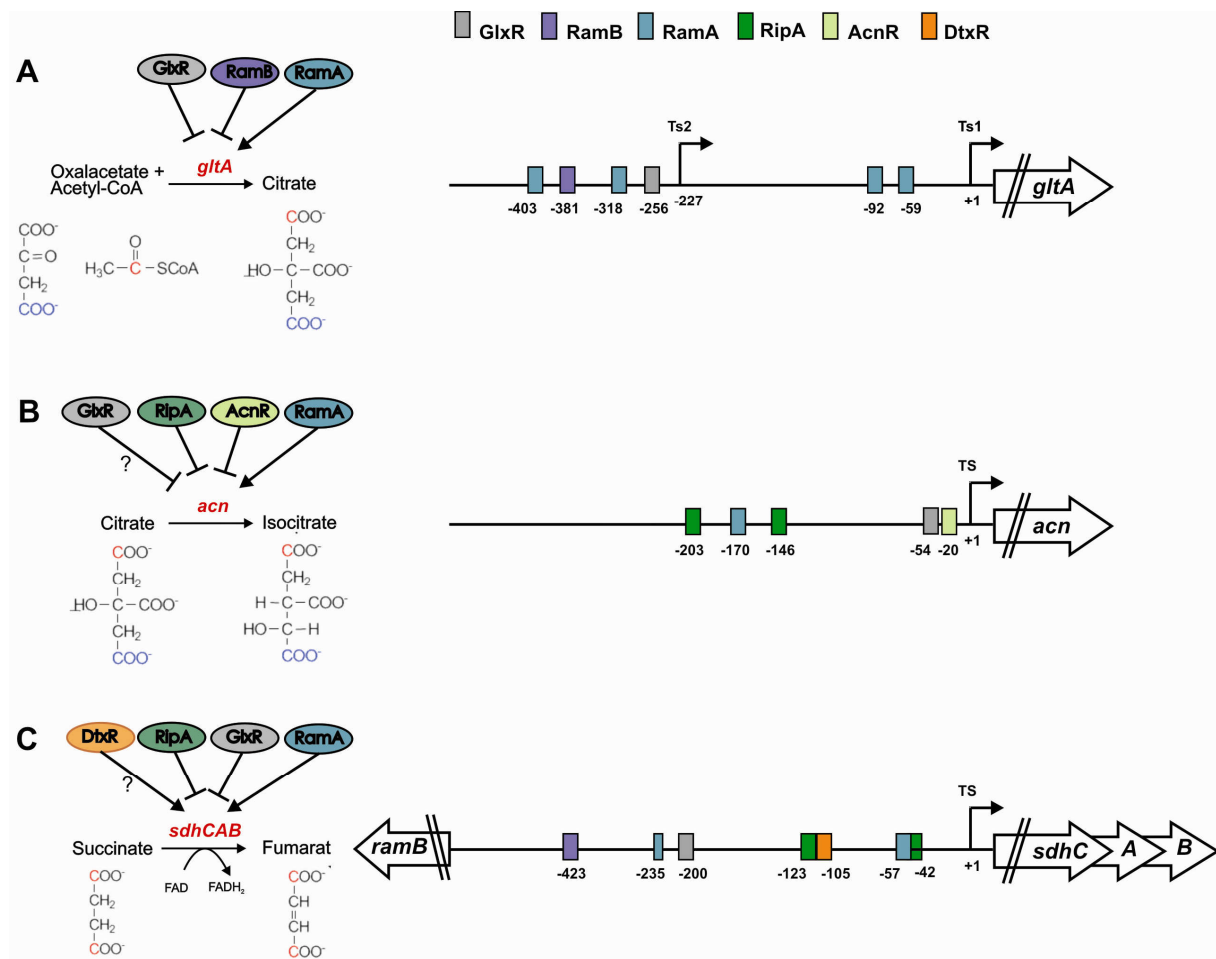 GlxR RamB RamA RipA AcnR DtxR
A
GlxR RamB RamA
gltA
Oxalacetate +
Acetyl-CoA
Citrate
COO-
C=O
CH2
COO-
O
H3C-C-SCoA
COO-
CH2
HO-C-COO-
CH2
COO-
Ts2
Ts1
-403 -381 -318 -256 -227 -92 -59 +1
gltA
B
GlxR RipA AcnR RamA
?
acn
Citrate
Isocitrate
COO-
CH2
HO-C-COO-
CH2
COO-
COO-
CH2
H-C-COO-
HO-C-H
COO-
TS
-203 -170 -146 -54 -20 +1
acn
C
DtxR RipA GlxR RamA
?
sdhCAB
Succinate
Fumarat
FAD
FADH2
COO-
CH2
CH2
COO-
COO-
CH
CH
COO-
TS
ramB
-423 -235 -200 -123 -105 -57 -42 +1
sdhC A B